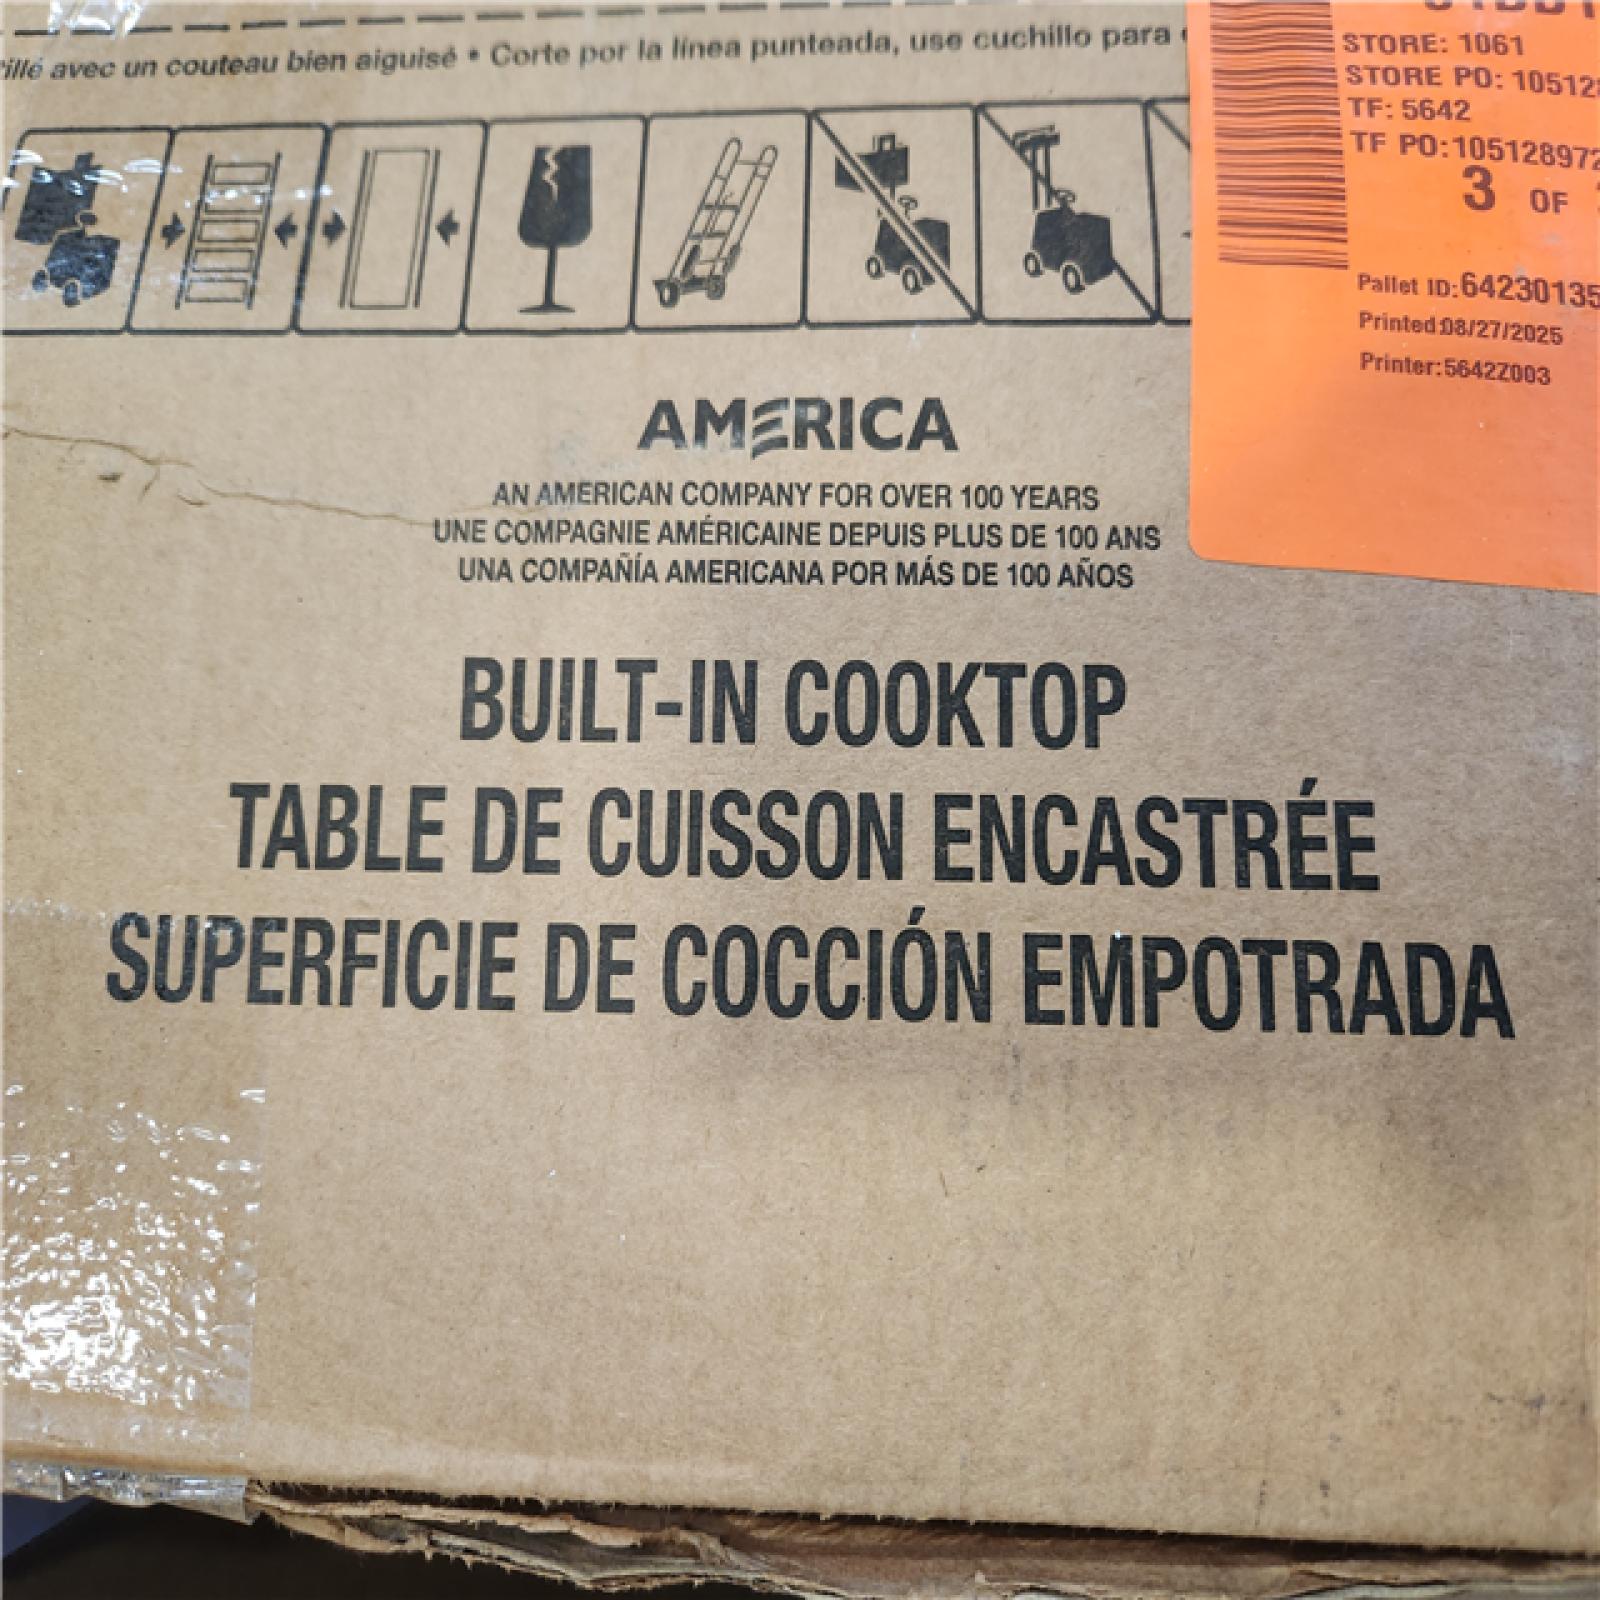 avec un couteau bien aiguisé • Corte por la línea punteada, use cuchillo para
STORE: 1061
STORE PO: 105128
TF: 5642
TF PO:105128972
3 OF
Pallet ID:64230135
Printed:08/27/2025
Printer:5642Z003
AMERICA
AN AMERICAN COMPANY FOR OVER 100 YEARS
UNE COMPAGNIE AMÉRICAINE DEPUIS PLUS DE 100 ANS
UNA COMPAÑÍA AMERICANA POR MÁS DE 100 AÑOS
BUILT-IN COOKTOP
TABLE DE CUISSON ENCASTRÉE
SUPERFICIE DE COCCIÓN EMPOTRADA